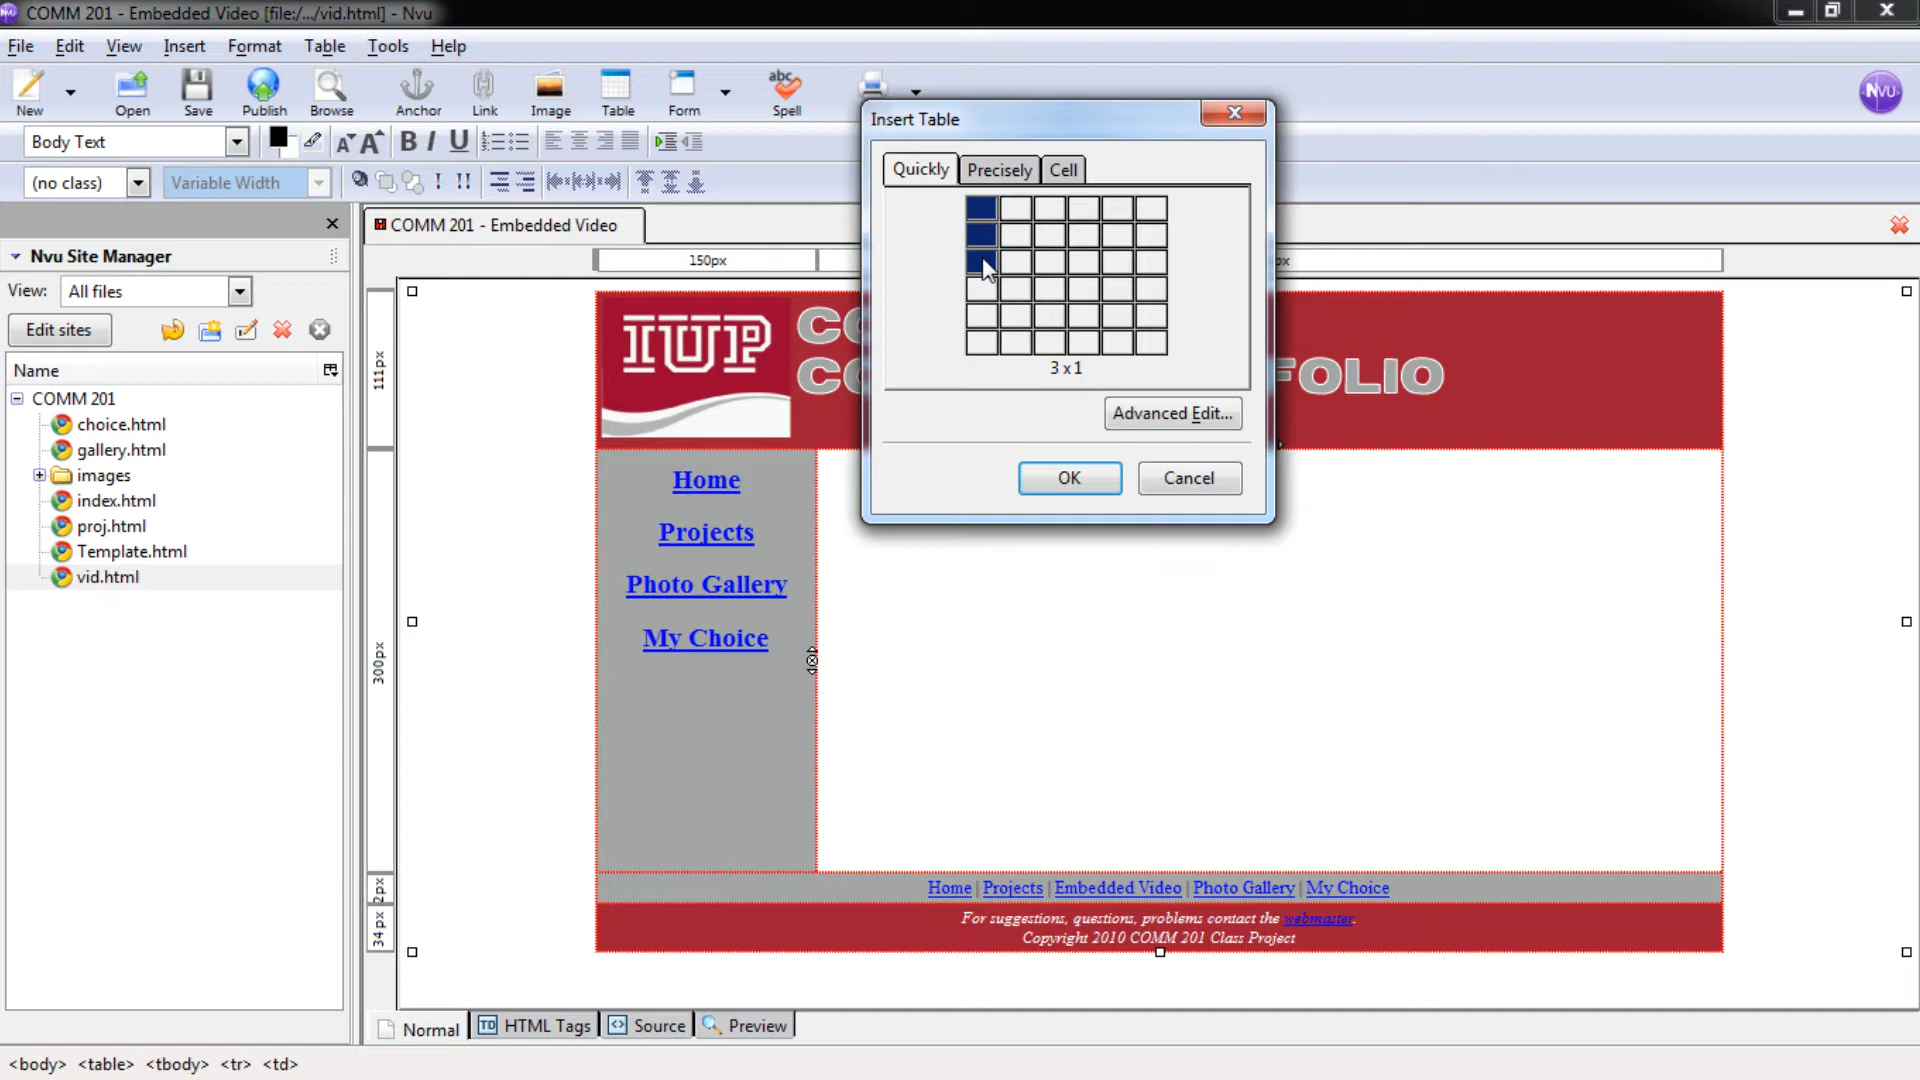 COMM 201 - Embedded Video [file:/.../vid.html] - Nvu
File Edit View Insert Format Table Tools Help
New Open Save Publish Browse Anchor Link Image Table Form abc Spell
Nvu
Body Text B I U
(no class) Variable Width ! !!
Insert Table
Quickly Precisely Cell
3 x 1
Advanced Edit...
OK Cancel
Nvu Site Manager
View: All files
Edit sites
Name
COMM 201
choice.html
gallery.html
images
index.html
proj.html
Template.html
vid.html
COMM 201 - Embedded Video
150px
111px
300px
2px
34 px
IUP
FOLIO
Home
Projects
Photo Gallery
My Choice
Home | Projects | Embedded Video | Photo Gallery | My Choice
For suggestions, questions, problems contact the webmaster.
Copyright 2010 COMM 201 Class Project
Normal HTML Tags Source Preview
<body> <table> <tbody> <tr> <td>